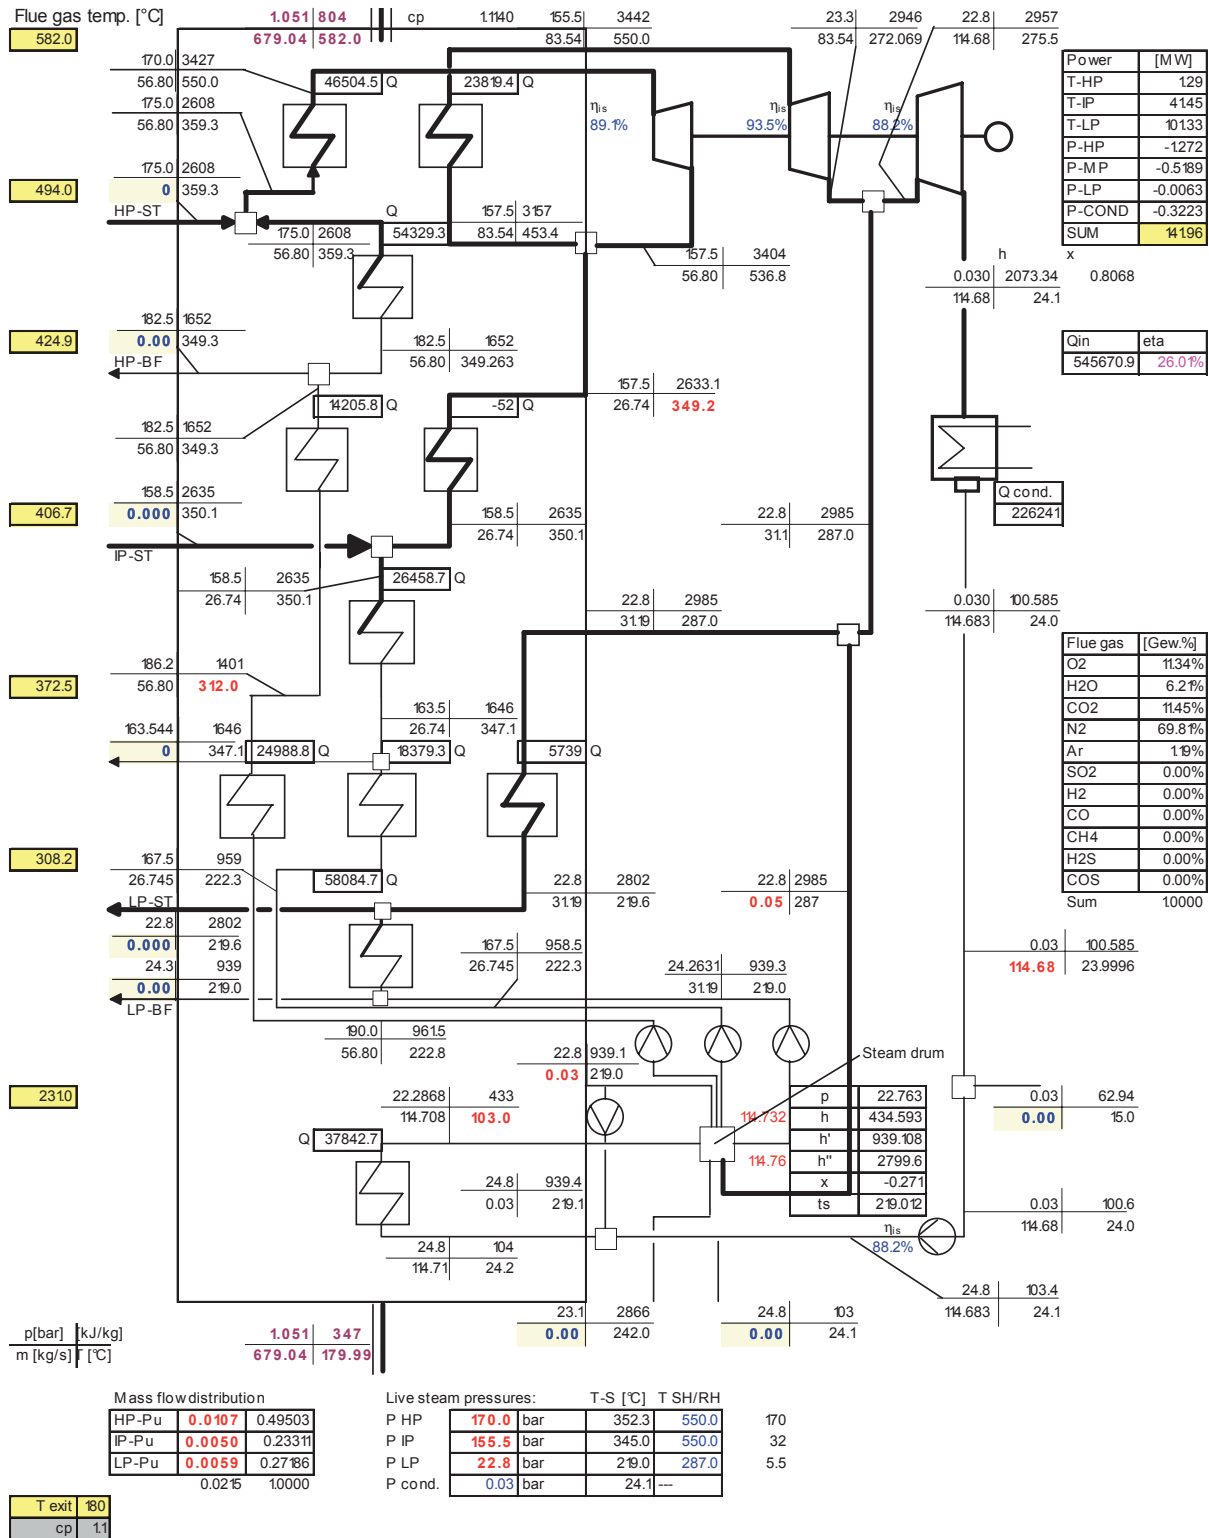 Flue gas temp. [°C]
1.051 804 cp 1.1140 155.5 3442 23.3 2946 22.8 2957
582.0 679.04 582.0 83.54 550.0 83.54 272.069 114.68 275.5
170.0 3427
56.80 550.0 46504.5 Q 23819.4 Q
175.0 2608
56.80 359.3
ηis ηis ηis
89.1% 93.5% 88.2%
Power [MW]
T-HP 1.29
T-IP 41.45
T-LP 101.33
P-HP -1.272
P-MP -0.5189
P-LP -0.0063
P-COND -0.3223
SUM 141.96
175.0 2608
494.0 0 359.3
HP-ST
175.0 2608
56.80 359.3
Q
54329.3
157.5 3157
83.54 453.4
157.5 3404
56.80 536.8
h x
0.030 2073.34 0.8068
114.68 24.1
182.5 1652
424.9 0.00 349.3
HP-BF
182.5 1652
56.80 349.263
Qin eta
545670.9 26.01%
14205.8 Q -52 Q
157.5 2633.1
26.74 349.2
182.5 1652
56.80 349.3
158.5 2635
406.7 0.000 350.1
IP-ST
158.5 2635
26.74 350.1
22.8 2985
31.1 287.0
Q cond.
226241
158.5 2635
26.74 350.1
26458.7 Q
22.8 2985
31.19 287.0
0.030 100.585
114.683 24.0
186.2 1401
372.5 56.80 312.0
163.5 1646
26.74 347.1
163.544 1646
0 347.1 24988.8 Q 18379.3 Q 5739 Q
Flue gas [Gew.%]
O2 11.34%
H2O 6.21%
CO2 11.45%
N2 69.81%
Ar 1.19%
SO2 0.00%
H2 0.00%
CO 0.00%
CH4 0.00%
H2S 0.00%
COS 0.00%
Sum 1.0000
308.2 167.5 959
26.745 222.3
58084.7 Q
22.8 2802
31.19 219.6
22.8 2985
0.05 287
LP-ST
22.8 2802
0.000 219.6
24.3 939
0.00 219.0
LP-BF
167.5 958.5
26.745 222.3
24.2631 939.3
31.19 219.0
0.03 100.585
114.68 23.9996
190.0 961.5
56.80 222.8
22.8 939.1
0.03 219.0
Steam drum
231.0 22.2868 433
114.708 103.0
114.732
114.76
p 22.763
h 434.593
h' 939.108
h" 2799.6
x -0.271
ts 219.012
0.03 62.94
0.00 15.0
Q 37842.7
24.8 939.4
0.03 219.1
0.03 100.6
114.68 24.0
ηis
88.2%
24.8 104
114.71 24.2
24.8 103.4
114.683 24.1
p[bar] [kJ/kg]
m [kg/s] T [°C]
1.051 347
679.04 179.99
23.1 2866
0.00 242.0
24.8 103
0.00 24.1
Mass flow distribution
HP-Pu 0.0107 0.49503
IP-Pu 0.0050 0.23311
LP-Pu 0.0059 0.27186
0.0215 1.0000
Live steam pressures: T-S [°C] T SH/RH
P HP 170.0 bar 352.3 550.0 170
P IP 155.5 bar 345.0 550.0 32
P LP 22.8 bar 219.0 287.0 5.5
P cond. 0.03 bar 24.1 ---
T exit 180
cp 1.1